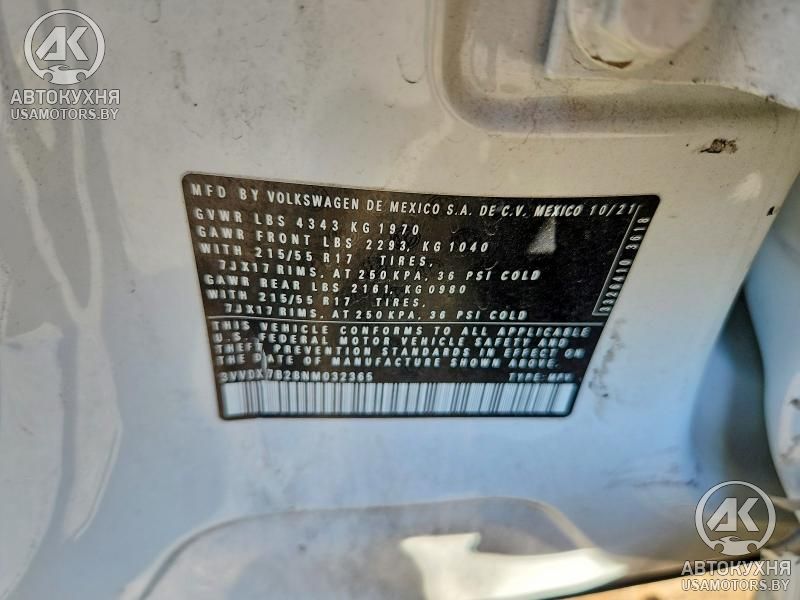 АК
АВТОКУХНЯ
USAMOTORS.BY
MFD BY VOLKSWAGEN DE MEXICO S.A. DE C.V. MEXICO 10/21
GVWR LBS 4343 KG 1970
GAWR FRONT LBS 2293, KG 1040
WITH 215/55 R17 TIRES,
7JX17 RIMS, AT 250 KPA, 36 PSI COLD
GAWR REAR LBS 2161, KG 0980
WITH 215/55 R17 TIRES,
7JX17 RIMS, AT 250 KPA, 36 PSI COLD
THIS VEHICLE CONFORMS TO ALL APPLICABLE
U.S. FEDERAL MOTOR VEHICLE SAFETY AND
THEFT PREVENTION STANDARDS IN EFFECT ON
THE DATE OF MANUFACTURE SHOWN ABOVE.
3VVDX7B2BNM032365 TYPE: MPV
3618
АК
АВТОКУХНЯ
USAMOTORS.BY